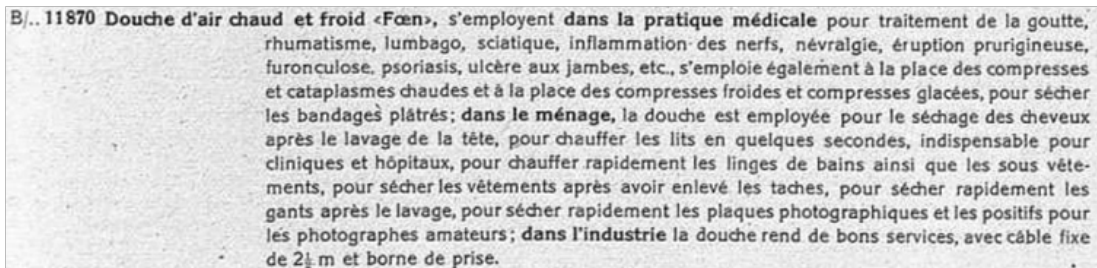 B/.. 11870 Douche d'air chaud et froid «Fœn», s'employent dans la pratique médicale pour traitement de la goutte,
rhumatisme, lumbago, sciatique, inflammation des nerfs, névralgie, éruption prurigineuse,
furonculose, psoriasis, ulcère aux jambes, etc., s'emploie également à la place des compresses
et cataplasmes chaudes et à la place des compresses froides et compresses glacées, pour sécher
les bandages plâtrés; dans le ménage, la douche est employée pour le séchage des cheveux
après le lavage de la tête, pour chauffer les lits en quelques secondes, indispensable pour
cliniques et hôpitaux, pour chauffer rapidement les linges de bains ainsi que les sous vête-
ments, pour sécher les vêtements après avoir enlevé les taches, pour sécher rapidement les
gants après le lavage, pour sécher rapidement les plaques photographiques et les positifs pour
les photographes amateurs; dans l'industrie la douche rend de bons services, avec câble fixe
de 2½ m et borne de prise.